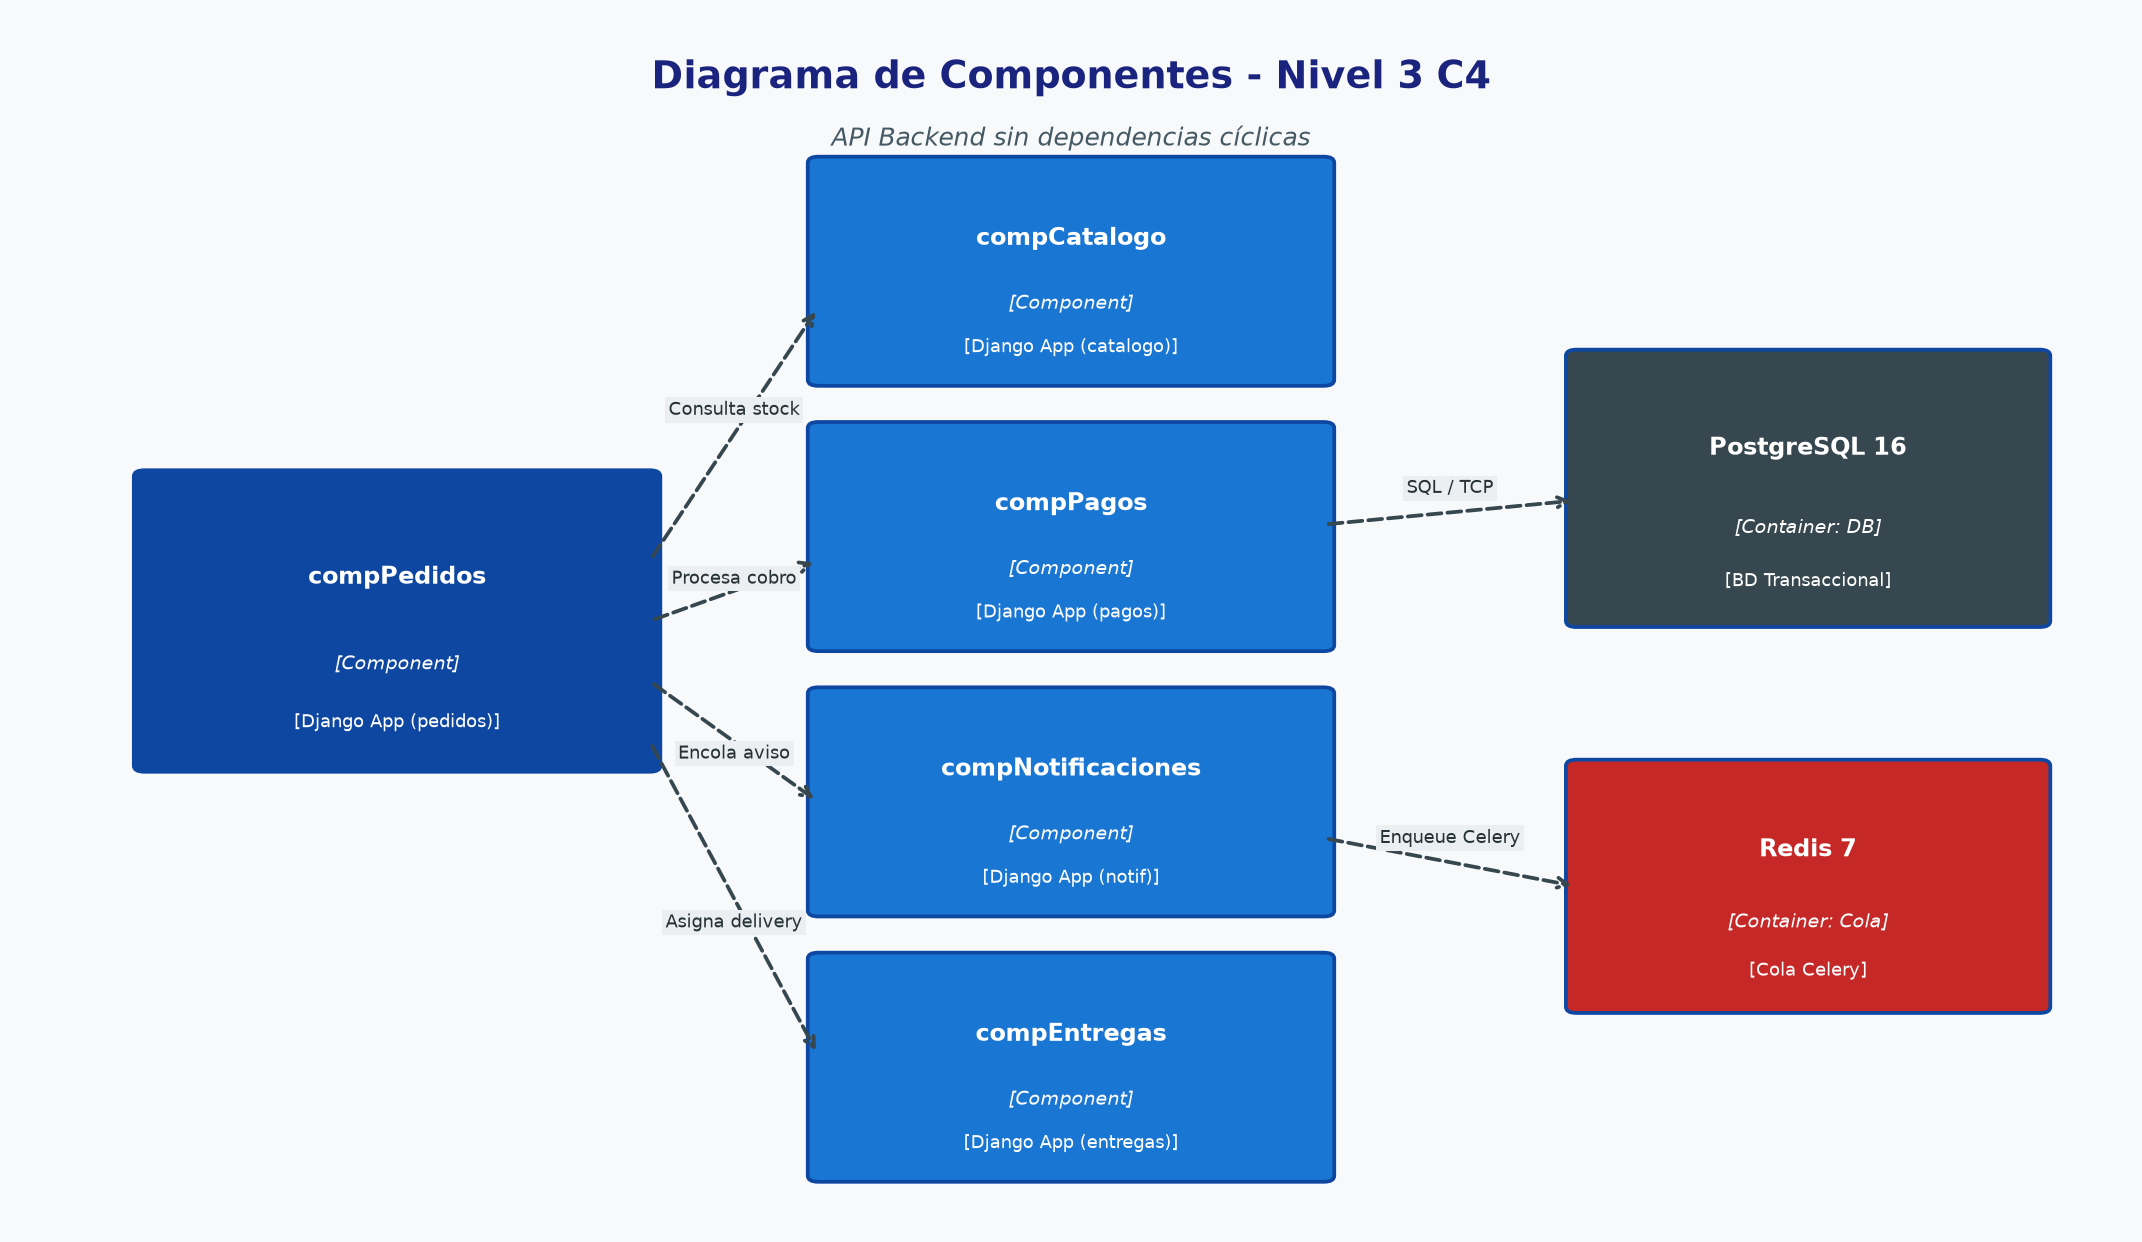 Diagrama de Componentes - Nivel 3 C4
API Backend sin dependencias cíclicas
compPedidos
[Component]
[Django App (pedidos)]
Consulta stock
Procesa cobro
Encola aviso
Asigna delivery
compCatalogo
[Component]
[Django App (catalogo)]
compPagos
[Component]
[Django App (pagos)]
compNotificaciones
[Component]
[Django App (notif)]
compEntregas
[Component]
[Django App (entregas)]
SQL / TCP
Enqueue Celery
PostgreSQL 16
[Container: DB]
[BD Transaccional]
Redis 7
[Container: Cola]
[Cola Celery]